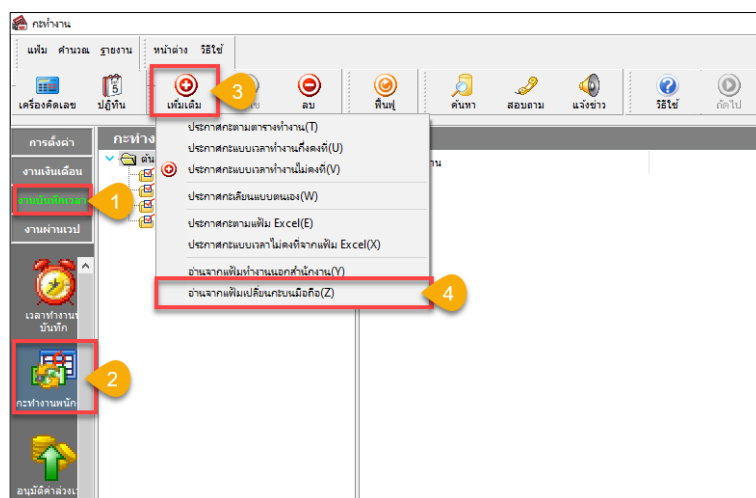 กะทำงาน
แฟ้ม คำนวณ ฐายงาน หน้าต่าง วิธีใช้
เครื่องคิดเลข ปฏิทิน เพิ่มเติม ลบ ฟื้นฟู ค้นหา สอบถาม แจ้งข่าว วิธีใช้ ถัดไป
3
การตั้งค่า
งานเงินเดือน
งานบันทึกเวลา
งานผ่านเวป
1
เวลาทำงานที่
บันทึก
กะทำงานพนัก
2
อนุมัติค่าล่วงเ
กะทำง
ต้น
ประกาศกะตามตารางทำงาน(T)
ประกาศกะแบบเวลาทำงานกึ่งคงที่(U)
ประกาศกะแบบเวลาทำงานไม่คงที่(V)
ประกาศกะเลียนแบบตนเอง(W)
ประกาศกะตามแฟ้ม Excel(E)
ประกาศกะแบบเวลาไม่คงที่จากแฟ้ม Excel(X)
อ่านจากแฟ้มทำงานนอกสำนักงาน(Y)
อ่านจากแฟ้มเปลี่ยนกะบนมือถือ(Z)
4
าน